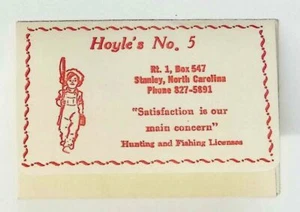 Hoyle's No. 5
Rt. 1, Box 547
Stanley, North Carolina
Phone 827-5891
"Satisfaction is our
main concern"
Hunting and Fishing Licenses